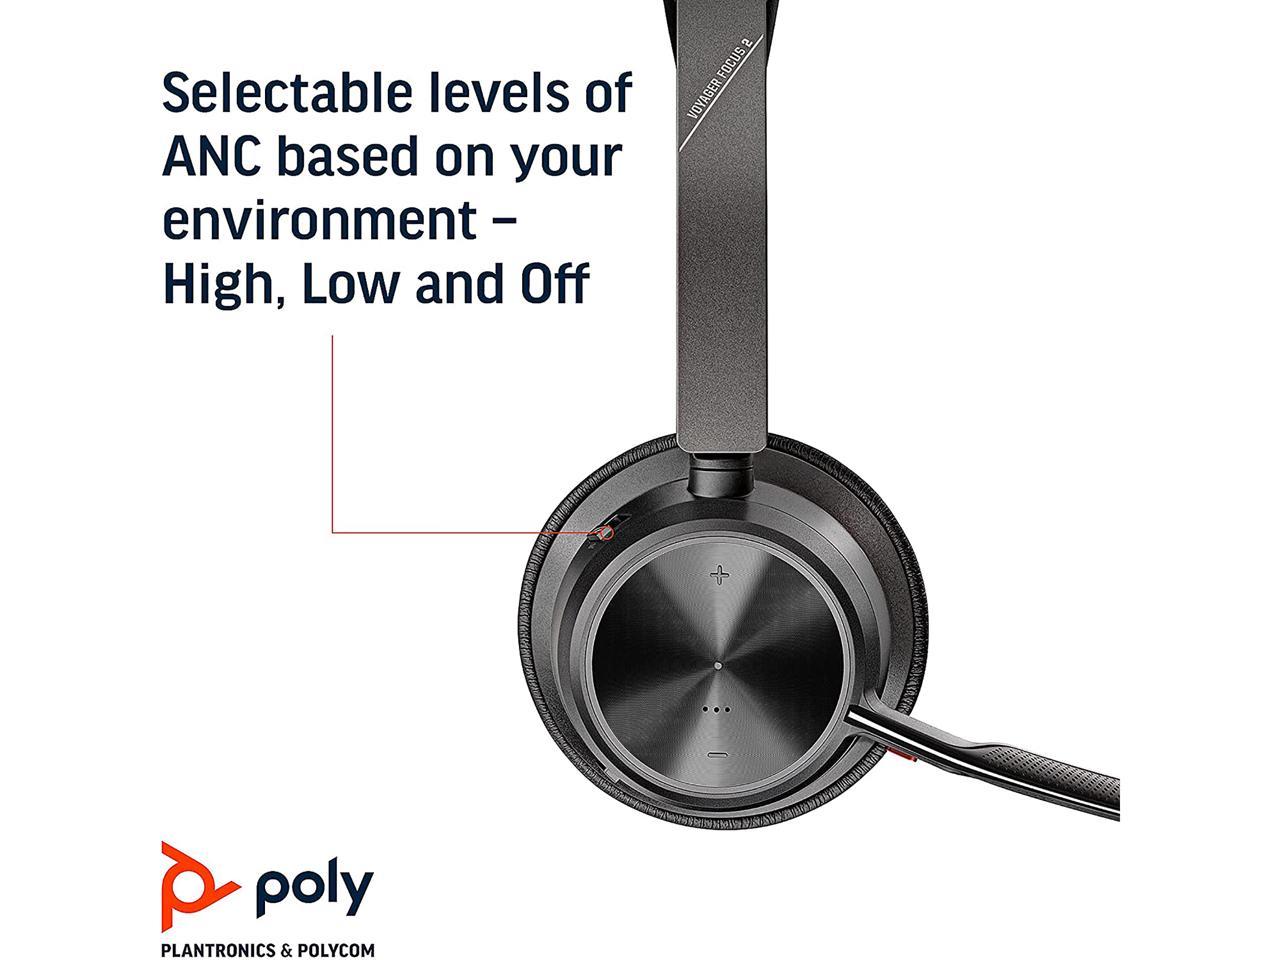 Selectable levels of
ANC based on your
environment –
High, Low and Off
VOYAGER FOCUS 2
poly
PLANTRONICS & POLYCOM